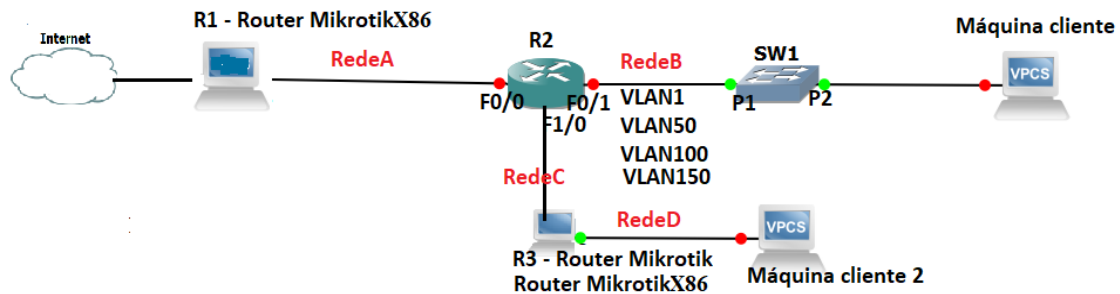 R1 - Router MikrotikX86
Internet
RedeA
R2
F0/0
F0/1
F1/0
RedeB
VLAN1
VLAN50
VLAN100
VLAN150
SW1
P1
P2
Máquina cliente
VPCS
RedeC
RedeD
VPCS
R3 - Router Mikrotik
Router MikrotikX86
Máquina cliente 2